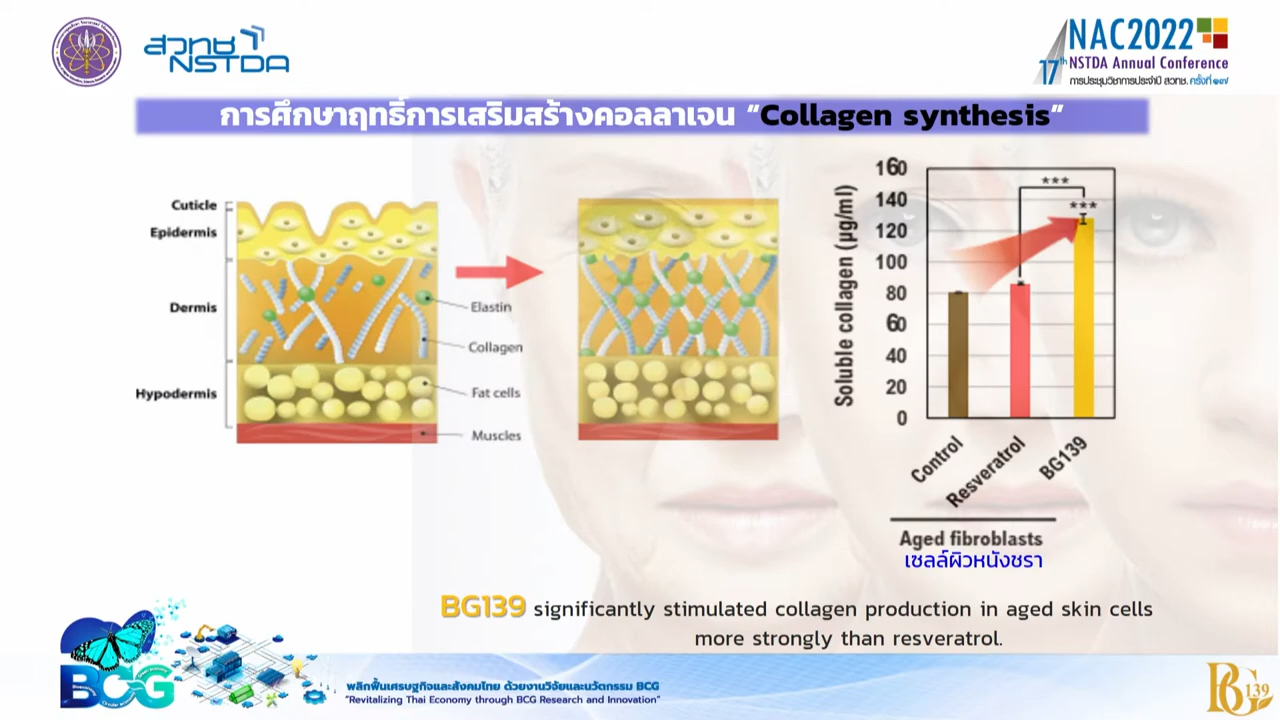 สวทช
NSTDA
NAC2022
17th NSTDA Annual Conference
การประชุมวิชาการประจำปี สวทช. ครั้งที่ ๑๗
การศึกษาฤทธิ์การเสริมสร้างคอลลาเจน “Collagen synthesis”
Cuticle
Epidermis
Dermis
Hypodermis
Elastin
Collagen
Fat cells
Muscles
Soluble collagen (µg/ml)
160
140
120
100
80
60
40
20
0
***
***
Control
Resveratrol
BG139
Aged fibroblasts
เซลล์ผิวหนังชรา
BG139 significantly stimulated collagen production in aged skin cells
more strongly than resveratrol.
BCG
พลิกฟื้นเศรษฐกิจและสังคมไทย ด้วยงานวิจัยและนวัตกรรม BCG
"Revitalizing Thai Economy through BCG Research and Innovation"
BG 139